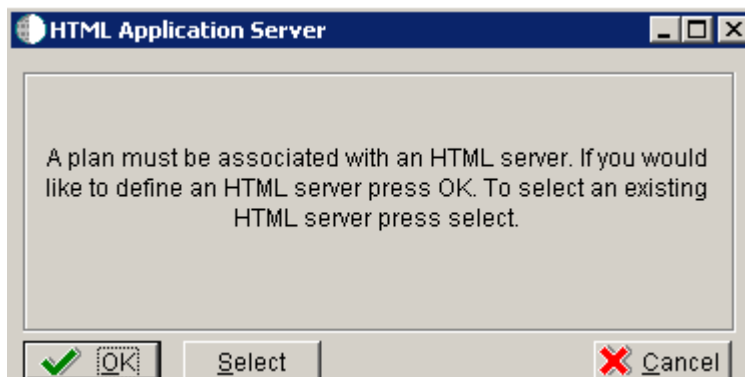 HTML Application Server
A plan must be associated with an HTML server. If you would
like to define an HTML server press OK. To select an existing
HTML server press select.
OK Select Cancel